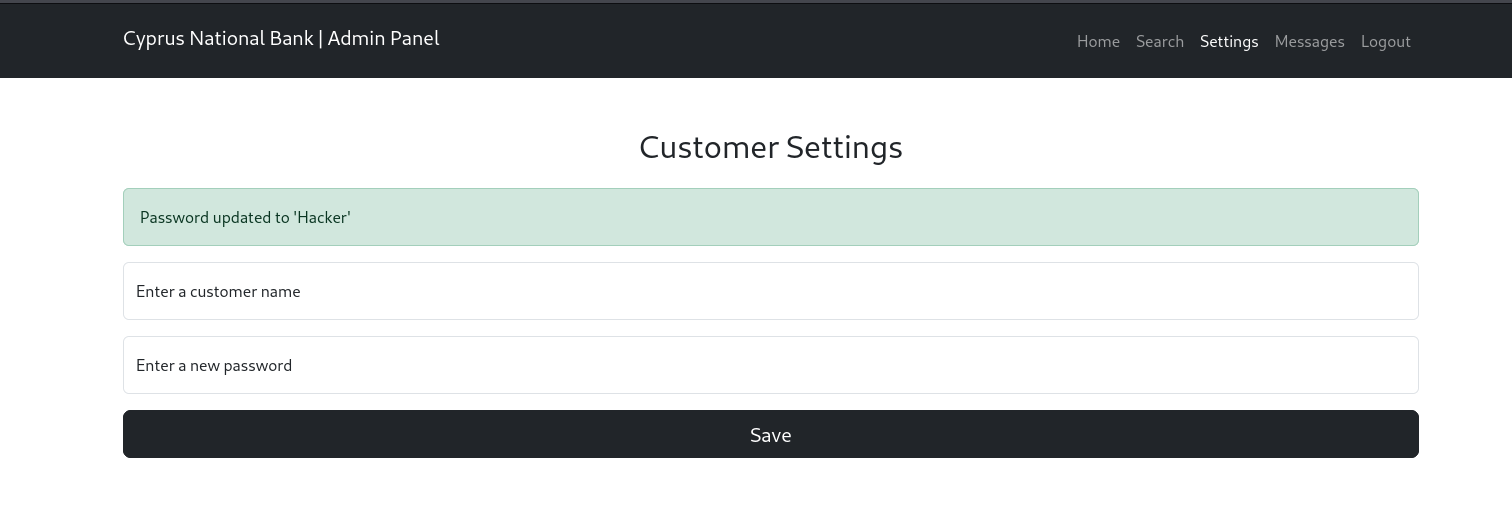 Cyprus National Bank | Admin Panel
Home Search Settings Messages Logout
Customer Settings
Password updated to 'Hacker'
Enter a customer name
Enter a new password
Save